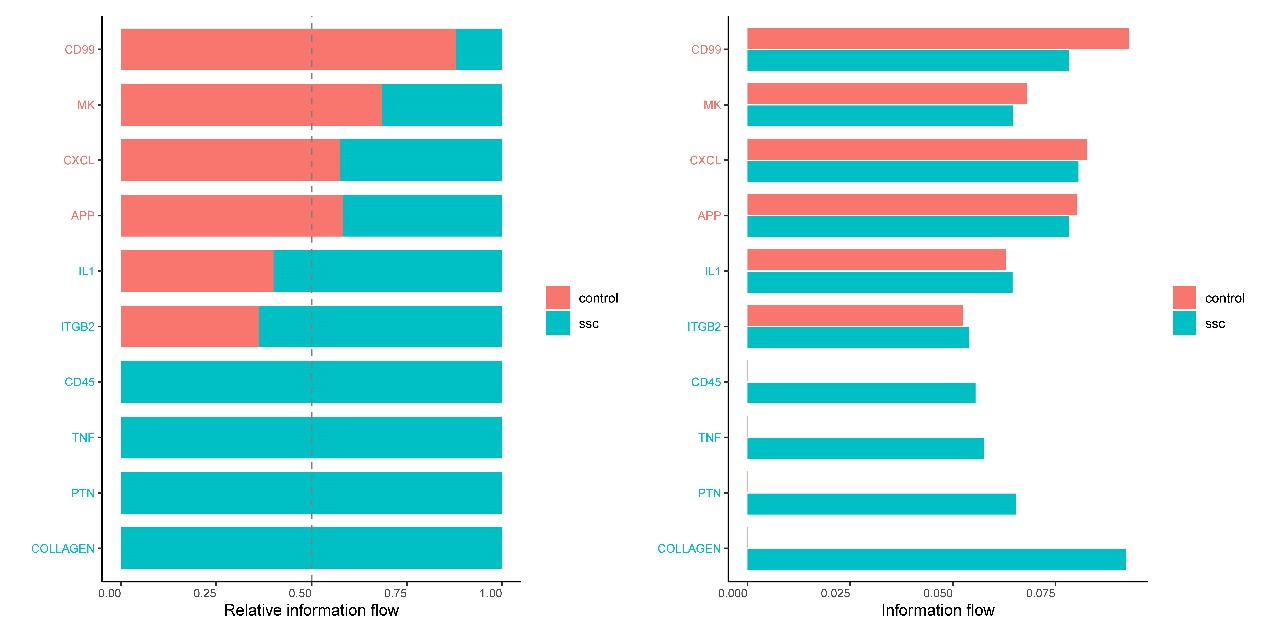 CD99
MK
CXCL
APP
IL1
ITGB2
CD45
TNF
PTN
COLLAGEN
0.00 0.25 0.50 0.75 1.00
Relative information flow
control
ssc
CD99
MK
CXCL
APP
IL1
ITGB2
CD45
TNF
PTN
COLLAGEN
0.000 0.025 0.050 0.075
Information flow
control
ssc